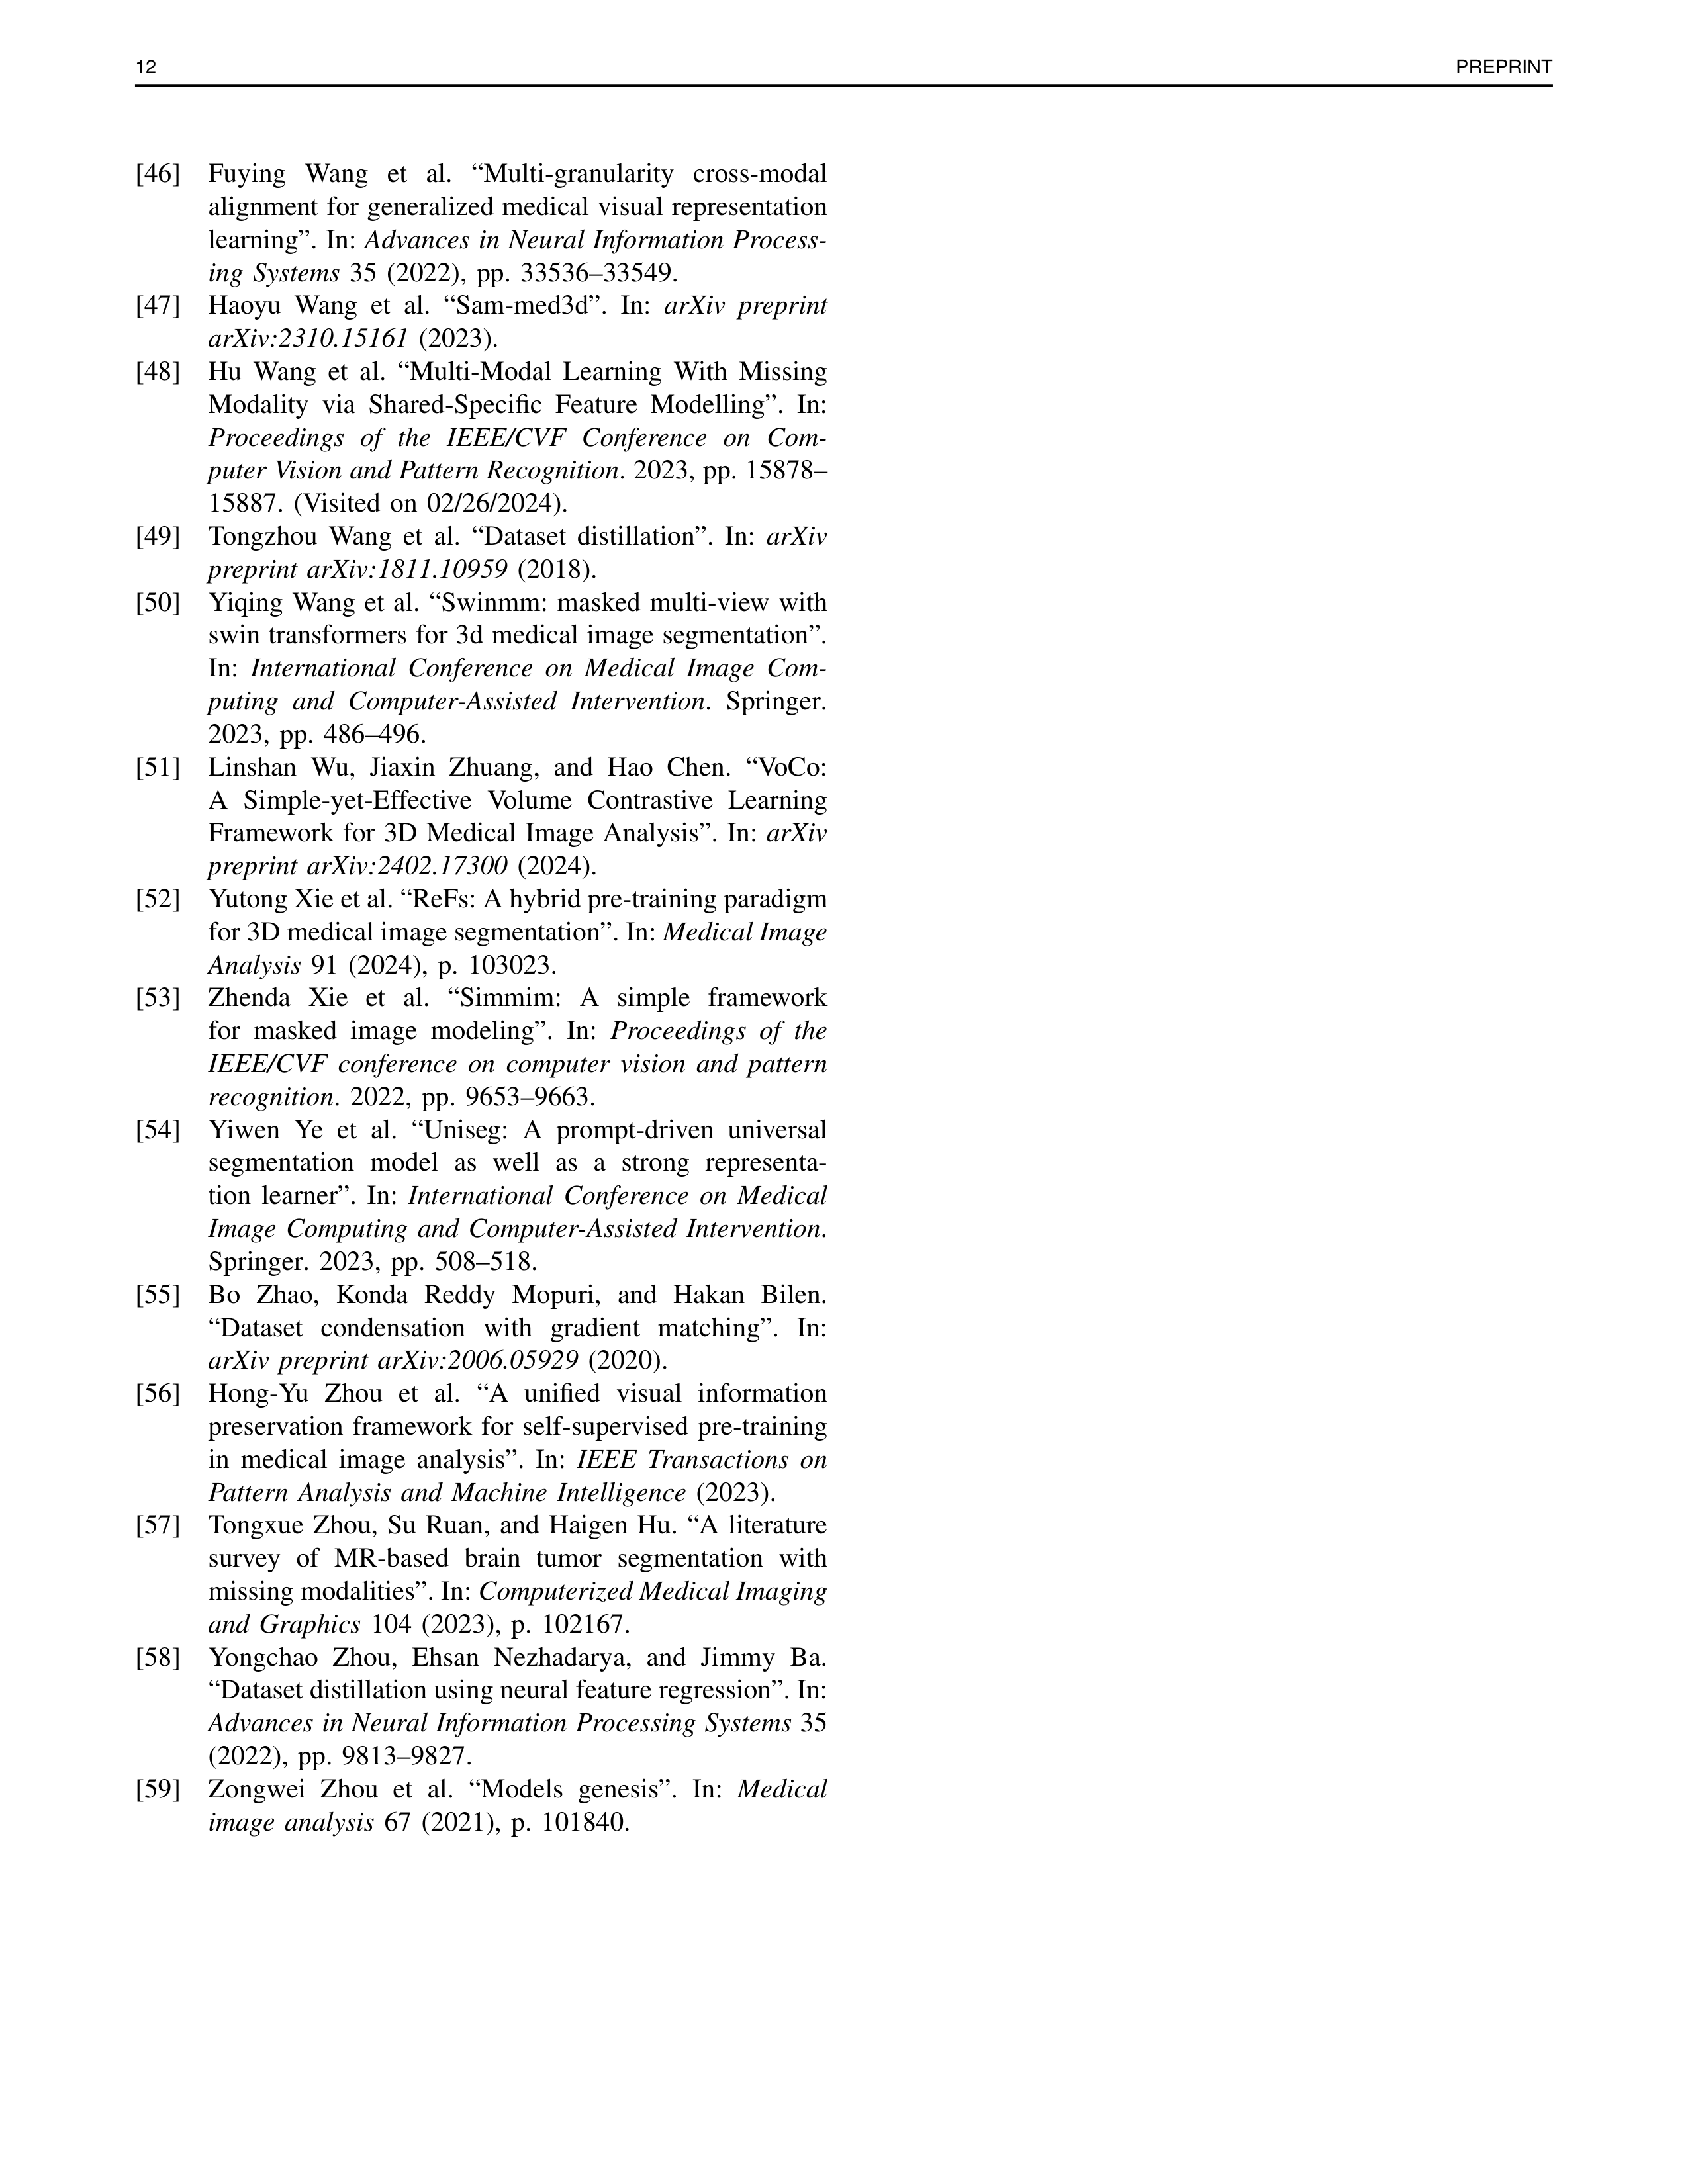 12
PREPRINT
[46] Fuying Wang et al. “Multi-granularity cross-modal
alignment for generalized medical visual representation
learning”. In: Advances in Neural Information Process-
ing Systems 35 (2022), pp. 33536–33549.
[47] Haoyu Wang et al. “Sam-med3d”. In: arXiv preprint
arXiv:2310.15161 (2023).
[48] Hu Wang et al. “Multi-Modal Learning With Missing
Modality via Shared-Specific Feature Modelling”. In:
Proceedings of the IEEE/CVF Conference on Com-
puter Vision and Pattern Recognition. 2023, pp. 15878–
15887. (Visited on 02/26/2024).
[49] Tongzhou Wang et al. “Dataset distillation”. In: arXiv
preprint arXiv:1811.10959 (2018).
[50] Yiqing Wang et al. “Swinmm: masked multi-view with
swin transformers for 3d medical image segmentation”.
In: International Conference on Medical Image Com-
puting and Computer-Assisted Intervention. Springer.
2023, pp. 486–496.
[51] Linshan Wu, Jiaxin Zhuang, and Hao Chen. “VoCo:
A Simple-yet-Effective Volume Contrastive Learning
Framework for 3D Medical Image Analysis”. In: arXiv
preprint arXiv:2402.17300 (2024).
[52] Yutong Xie et al. “ReFs: A hybrid pre-training paradigm
for 3D medical image segmentation”. In: Medical Image
Analysis 91 (2024), p. 103023.
[53] Zhenda Xie et al. “Simmim: A simple framework
for masked image modeling”. In: Proceedings of the
IEEE/CVF conference on computer vision and pattern
recognition. 2022, pp. 9653–9663.
[54] Yiwen Ye et al. “Uniseg: A prompt-driven universal
segmentation model as well as a strong representa-
tion learner”. In: International Conference on Medical
Image Computing and Computer-Assisted Intervention.
Springer. 2023, pp. 508–518.
[55] Bo Zhao, Konda Reddy Mopuri, and Hakan Bilen.
“Dataset condensation with gradient matching”. In:
arXiv preprint arXiv:2006.05929 (2020).
[56] Hong-Yu Zhou et al. “A unified visual information
preservation framework for self-supervised pre-training
in medical image analysis”. In: IEEE Transactions on
Pattern Analysis and Machine Intelligence (2023).
[57] Tongxue Zhou, Su Ruan, and Haigen Hu. “A literature
survey of MR-based brain tumor segmentation with
missing modalities”. In: Computerized Medical Imaging
and Graphics 104 (2023), p. 102167.
[58] Yongchao Zhou, Ehsan Nezhadarya, and Jimmy Ba.
“Dataset distillation using neural feature regression”. In:
Advances in Neural Information Processing Systems 35
(2022), pp. 9813–9827.
[59] Zongwei Zhou et al. “Models genesis”. In: Medical
image analysis 67 (2021), p. 101840.